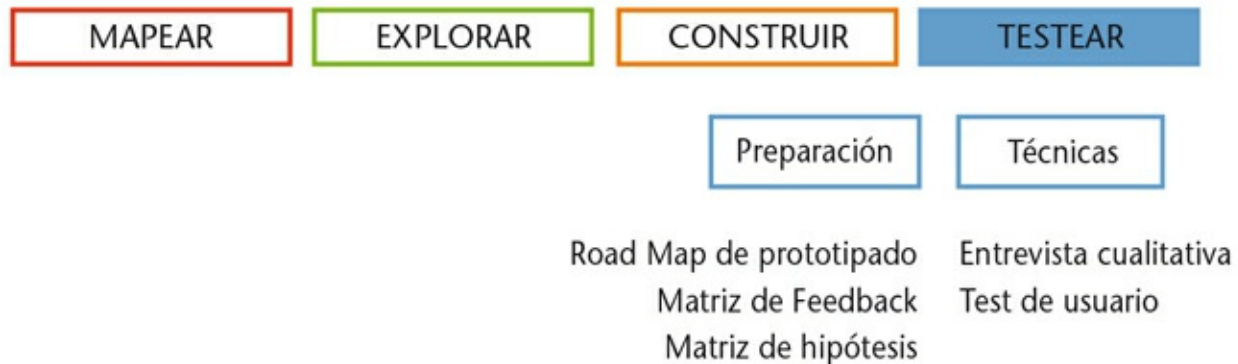 MAPEAR EXPLORAR CONSTRUIR TESTEAR
Preparación Técnicas
Road Map de prototipado Entrevista cualitativa
Matriz de Feedback Test de usuario
Matriz de hipótesis